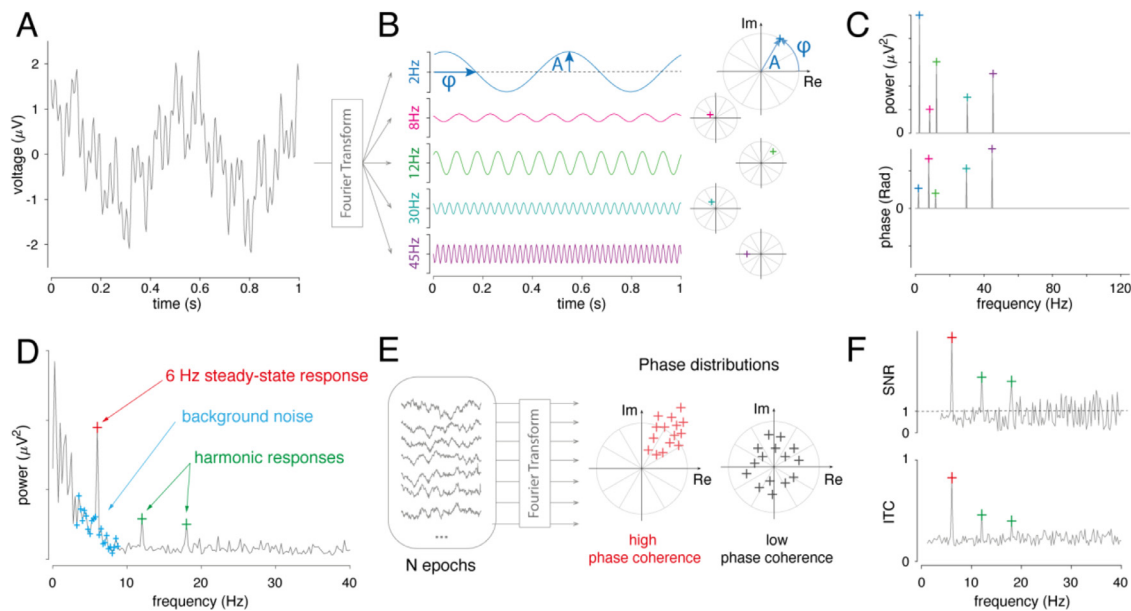 A
voltage (μV)
2
1
0
-1
-2
0
0.2
0.4
0.6
0.8
1
time (s)
Fourier Transform
B
2Hz
8Hz
12Hz
30Hz
45Hz
φ
A
0
0.2
0.4
0.6
0.8
1
time (s)
Im
A
φ
Re
C
power (μV²)
0
phase (Rad)
0
0
40
80
120
frequency (Hz)
D
6 Hz steady-state response
background noise
harmonic responses
power (μV²)
0
0
10
20
30
40
frequency (Hz)
E
...
N epochs
Fourier Transform
Phase distributions
Im
Re
high
phase coherence
Im
Re
low
phase coherence
F
SNR
1
0
ITC
1
0
1
0
10
20
30
40
frequency (Hz)